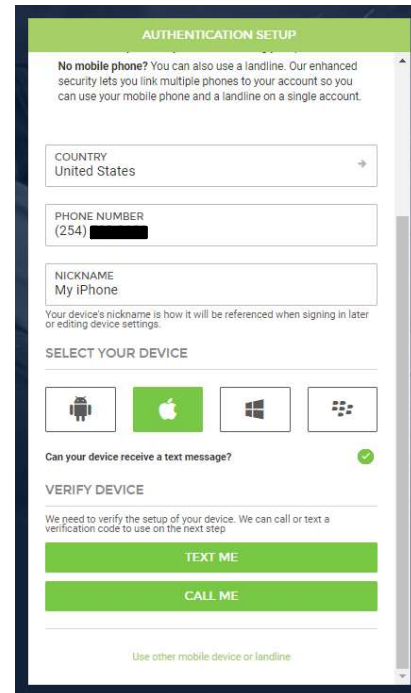 AUTHENTICATION SETUP
No mobile phone? You can also use a landline. Our enhanced
security lets you link multiple phones to your account so you
can use your mobile phone and a landline on a single account.
COUNTRY
United States
PHONE NUMBER
(254)
NICKNAME
My iPhone
Your device's nickname is how it will be referenced when signing in later
or editing device settings.
SELECT YOUR DEVICE
Can your device receive a text message?
VERIFY DEVICE
We need to verify the setup of your device. We can call or text a
verification code to use on the next step
TEXT ME
CALL ME
Use other mobile device or landline